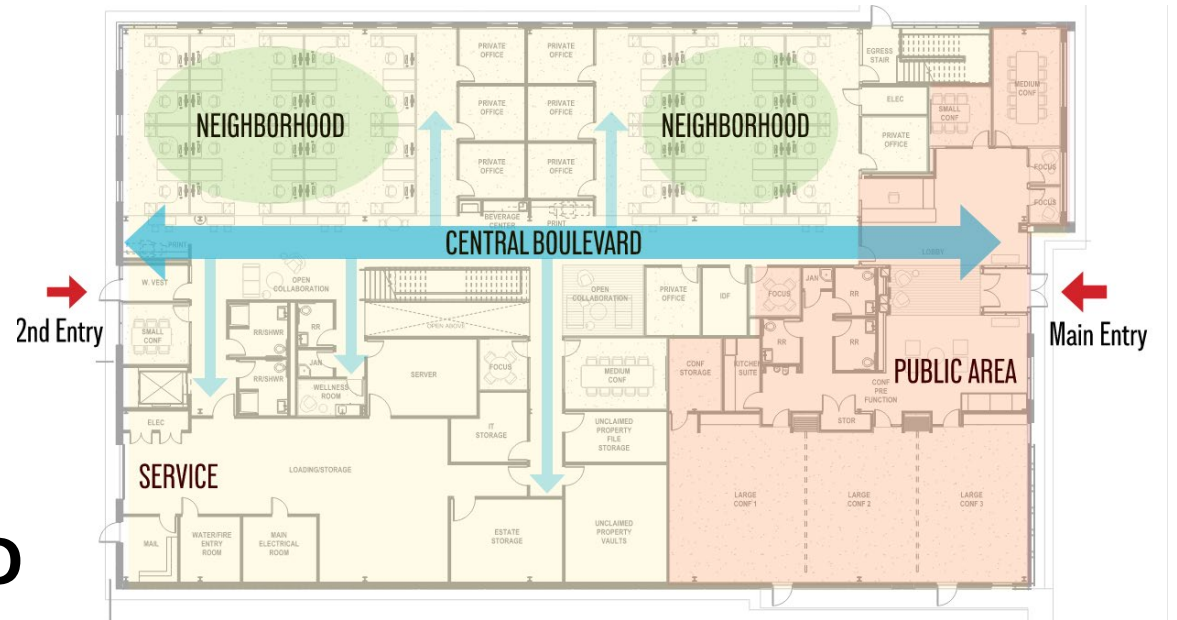 PRIVATE
OFFICE
PRIVATE
OFFICE
EGRESS
STAIR
MEDIUM
CONF
PRIVATE
OFFICE
PRIVATE
OFFICE
ELEC
SMALL
CONF
NEIGHBORHOOD
NEIGHBORHOOD
PRIVATE
OFFICE
PRIVATE
OFFICE
PRIVATE
OFFICE
FOCUS
FOCUS
BEVERAGE
CENTER
PRINT
PRINT
CENTRAL BOULEVARD
LOBBY
W. VEST
OPEN
COLLABORATION
OPEN
COLLABORATION
PRIVATE
OFFICE
IDF
FOCUS
JAN
RR
2nd Entry
Main Entry
SMALL
CONF
RR/SHWR
RR
OPEN ABOVE
RR
RR
JAN
RR/SHWR
WELLNESS
ROOM
SERVER
FOCUS
MEDIUM
CONF
CONF
STORAGE
KITCHEN
SUITE
PUBLIC AREA
CONF
PRE
FUNCTION
ELEC
IT
STORAGE
UNCLAIMED
PROPERTY
FILE
STORAGE
STOR
SERVICE
LOADING/STORAGE
LARGE
CONF 1
LARGE
CONF 2
LARGE
CONF 3
MAIL
WATER/FIRE
ENTRY
ROOM
MAIN
ELECTRICAL
ROOM
ESTATE
STORAGE
UNCLAIMED
PROPERTY
VAULTS